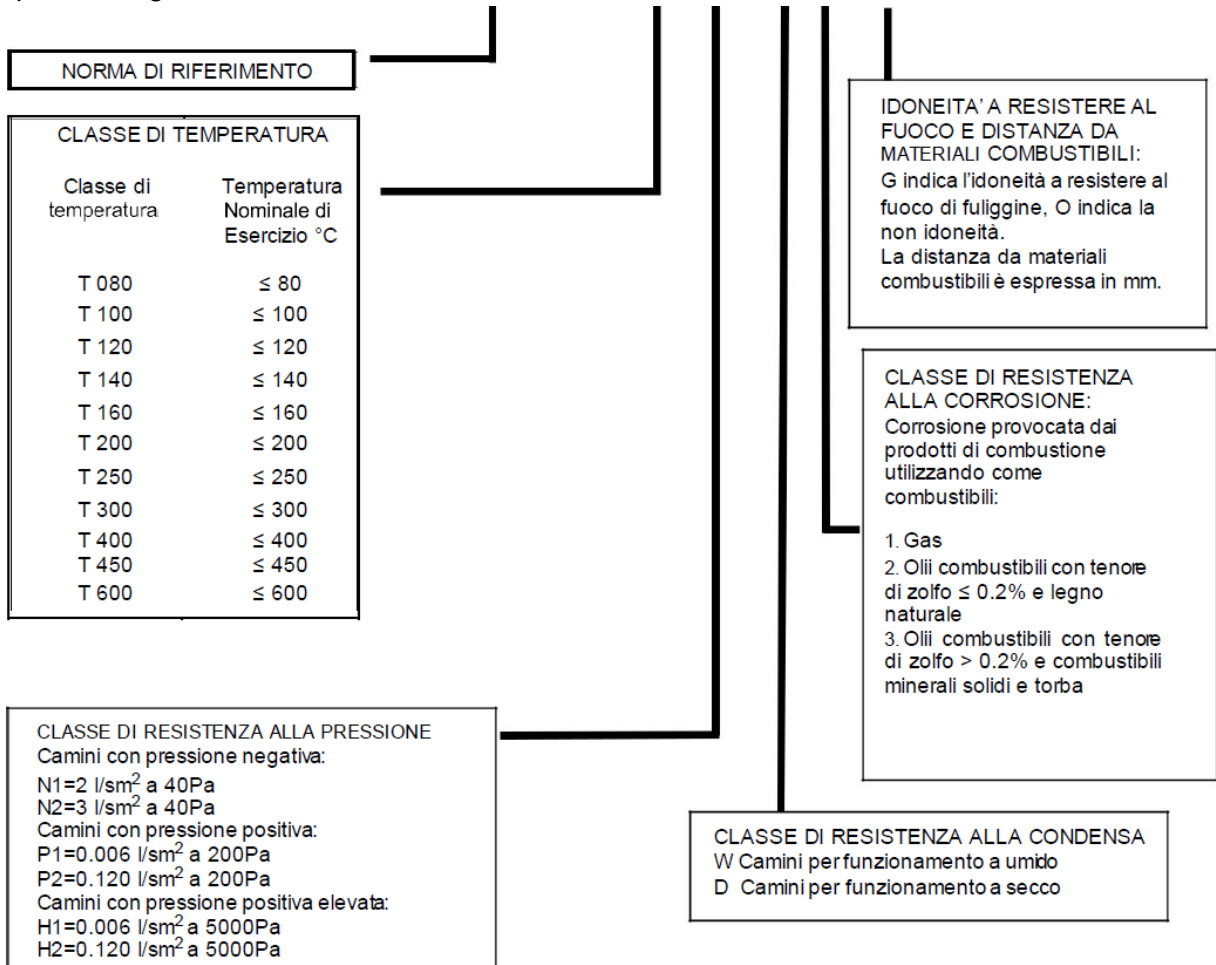 NORMA DI RIFERIMENTO
CLASSE DI TEMPERATURA
Classe di temperatura
Temperatura Nominale di Esercizio °C
T 080 ≤ 80
T 100 ≤ 100
T 120 ≤ 120
T 140 ≤ 140
T 160 ≤ 160
T 200 ≤ 200
T 250 ≤ 250
T 300 ≤ 300
T 400 ≤ 400
T 450 ≤ 450
T 600 ≤ 600
CLASSE DI RESISTENZA ALLA PRESSIONE
Camini con pressione negativa:
N1=2 l/sm² a 40Pa
N2=3 l/sm² a 40Pa
Camini con pressione positiva:
P1=0.006 l/sm² a 200Pa
P2=0.120 l/sm² a 200Pa
Camini con pressione positiva elevata:
H1=0.006 l/sm² a 5000Pa
H2=0.120 l/sm² a 5000Pa
IDONEITA' A RESISTERE AL
FUOCO E DISTANZA DA
MATERIALI COMBUSTIBILI:
G indica l'idoneità a resistere al
fuoco di fuliggine, O indica la
non idoneità.
La distanza da materiali
combustibili è espressa in mm.
CLASSE DI RESISTENZA
ALLA CORROSIONE:
Corrosione provocata dai
prodotti di combustione
utilizzando come
combustibili:
1. Gas
2. Olii combustibili con tenore
di zolfo ≤ 0.2% e legno
naturale
3. Olii combustibili con tenore
di zolfo > 0.2% e combustibili
minerali solidi e torba
CLASSE DI RESISTENZA ALLA CONDENSA
W Camini per funzionamento a umido
D Camini per funzionamento a secco